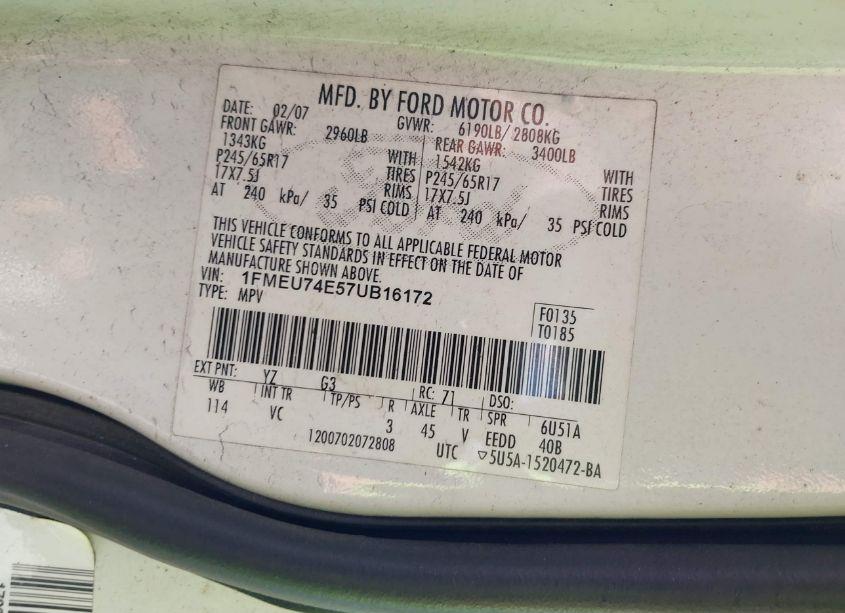 MFD. BY FORD MOTOR CO.
DATE: 02/07 GVWR: 6190LB/ 2808KG
FRONT GAWR: 2960LB REAR GAWR: 3400LB
1343KG WITH 1542KG WITH
P245/65R17 TIRES P245/65R17 TIRES
17X7.5J RIMS 17X7.5J RIMS
AT 240 kPa/ 35 PSI COLD AT 240 kPa/ 35 PSI COLD
THIS VEHICLE CONFORMS TO ALL APPLICABLE FEDERAL MOTOR
VEHICLE SAFETY STANDARDS IN EFFECT ON THE DATE OF
MANUFACTURE SHOWN ABOVE.
VIN: 1FMEU74E57UB16172
TYPE: MPV
F0135
T0185
EXT PNT: YZ G3 RC: 71 DSO:
WB INT TR TP/PS R AXLE TR SPR 6U51A
114 VC 3 45 V EEDD 40B
1200702072808 UTC ▽5U5A-1520472-BA